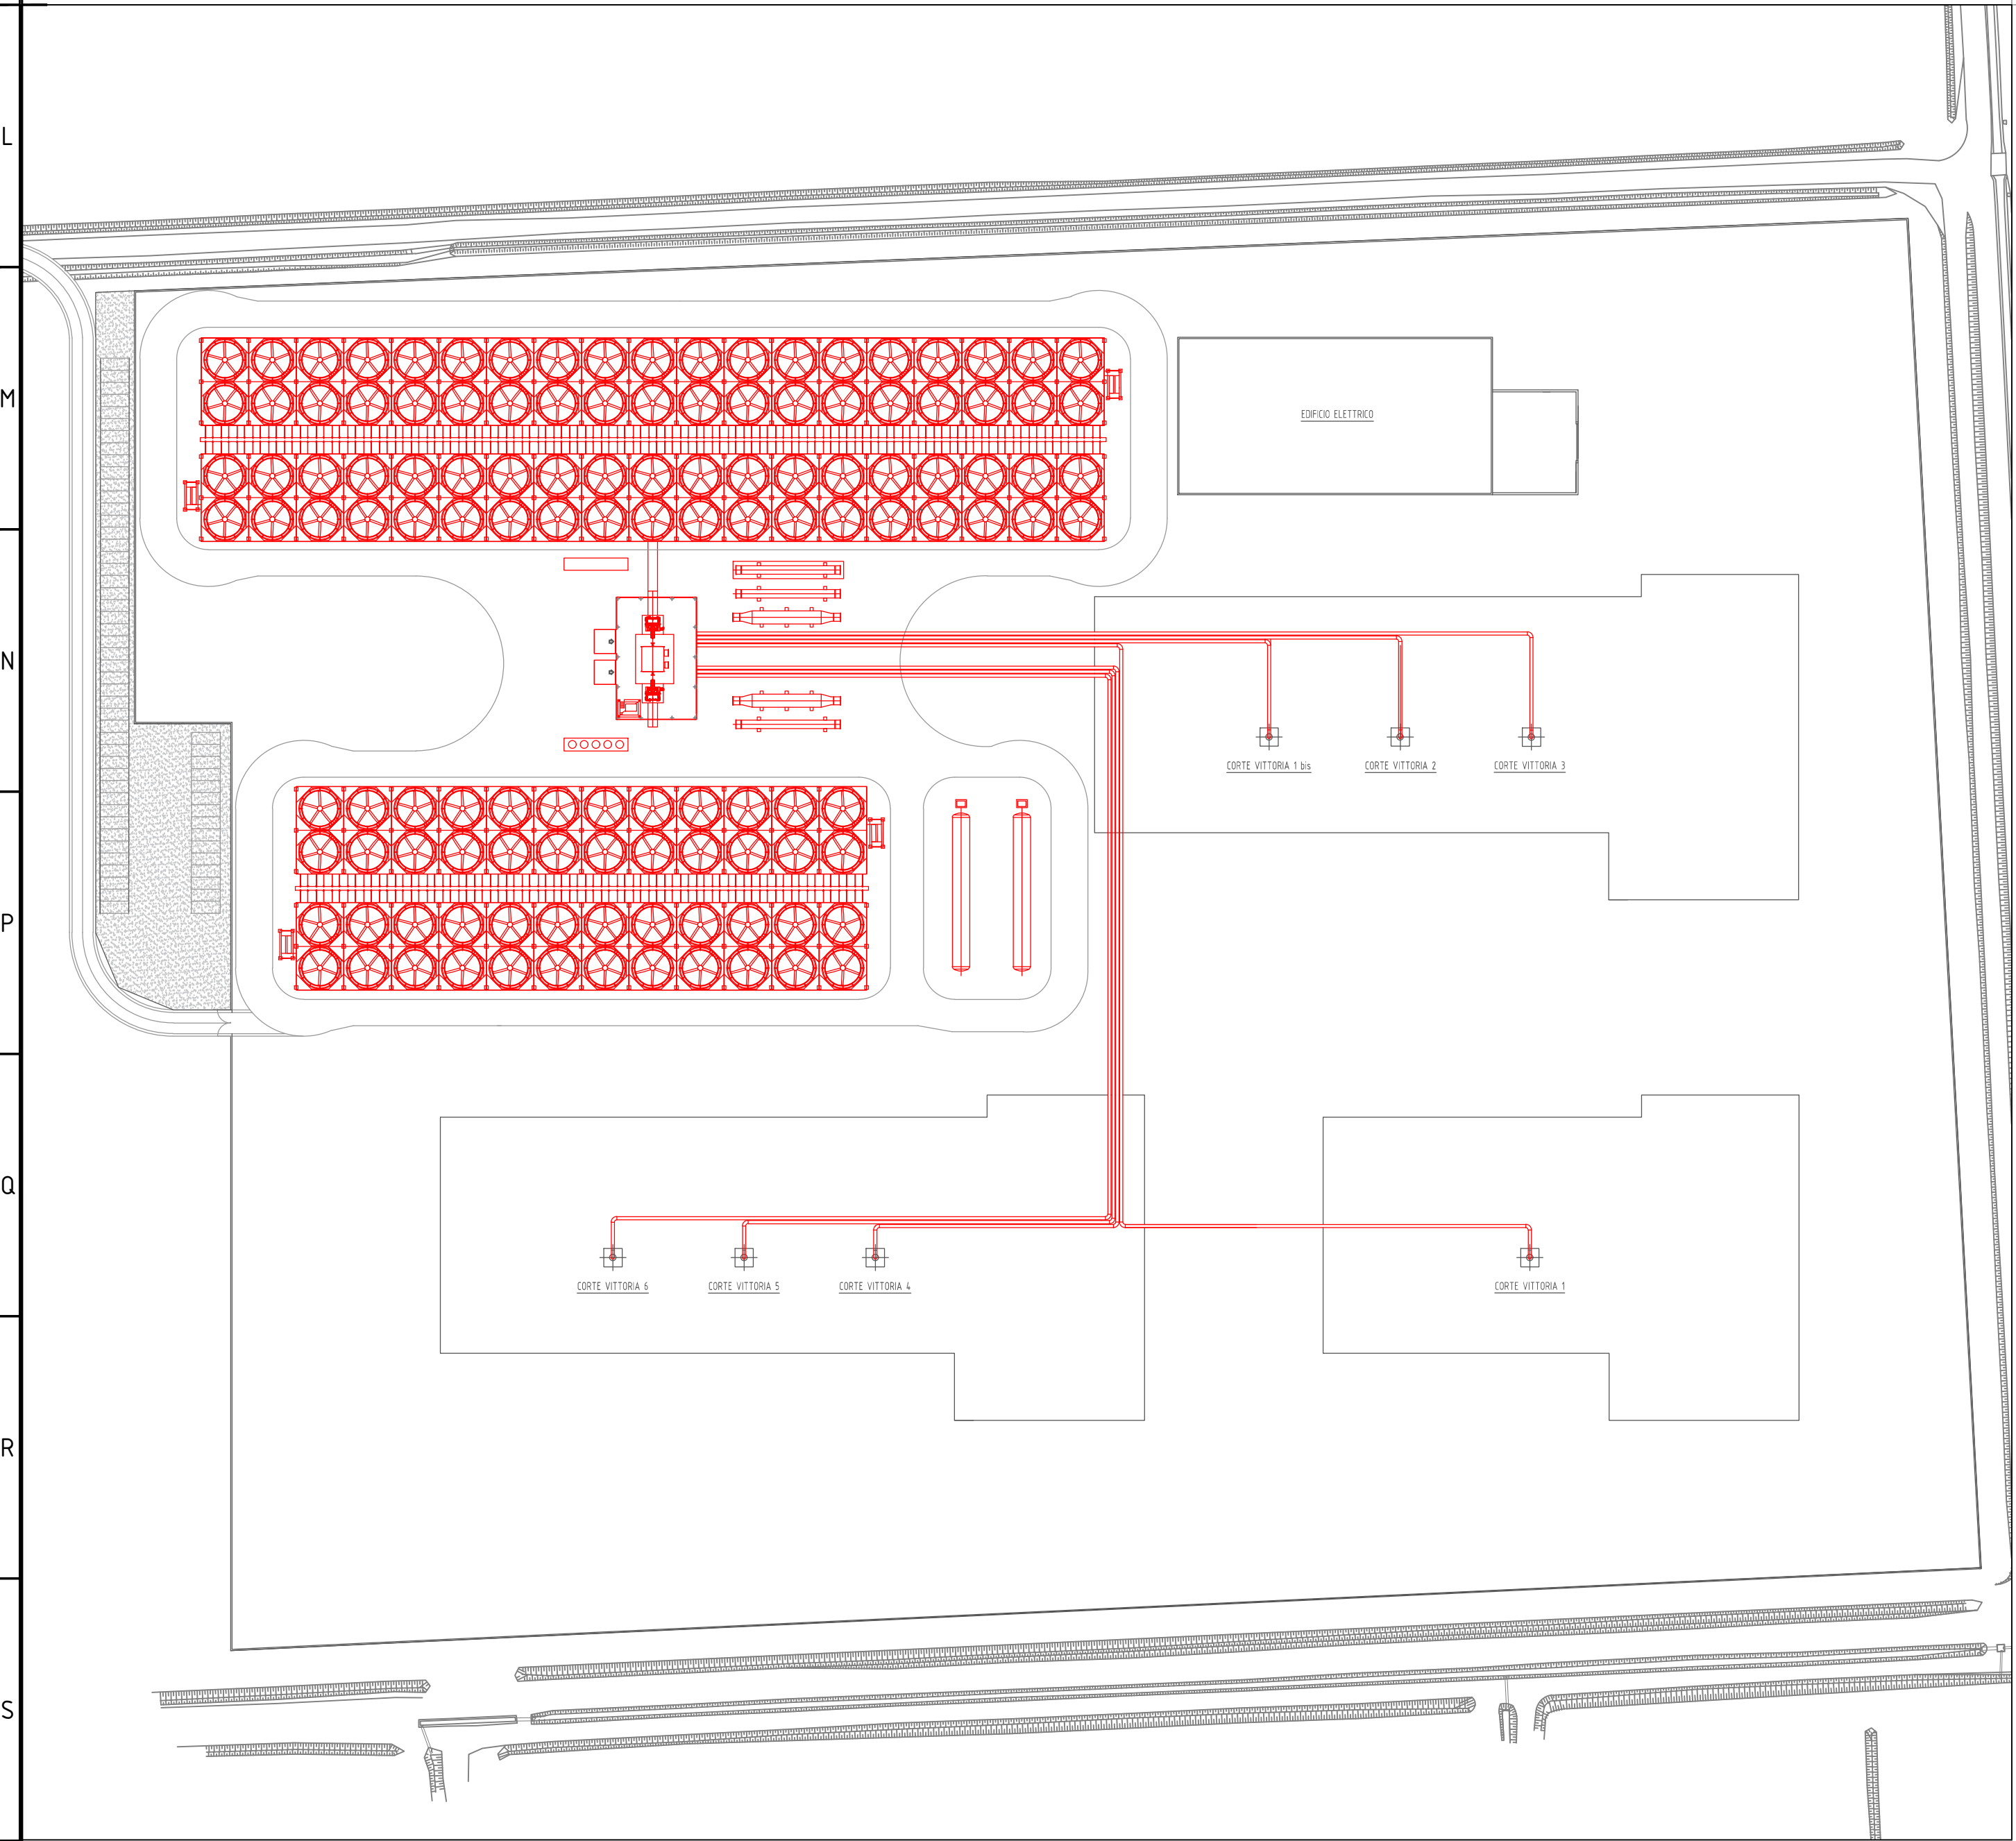 L
M
EDIFICIO ELETTRICO
N
CORTE VITTORIA 1 bis
CORTE VITTORIA 2
CORTE VITTORIA 3
P
Q
CORTE VITTORIA 6
CORTE VITTORIA 5
CORTE VITTORIA 4
CORTE VITTORIA 1
R
S